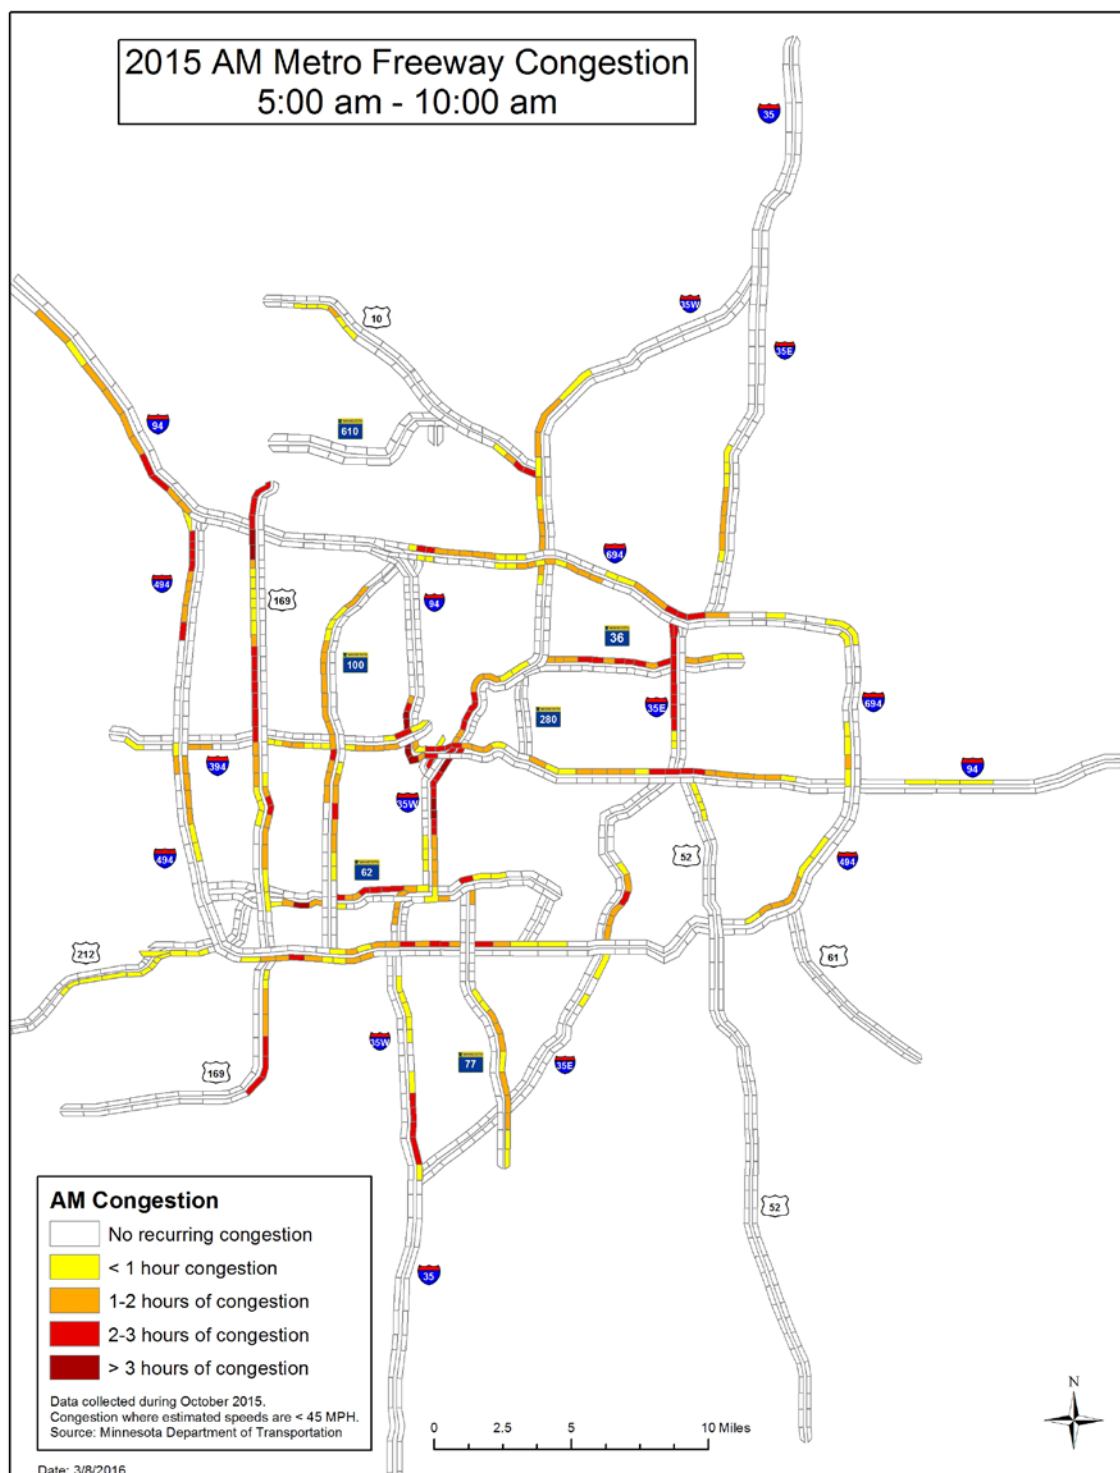 2015 AM Metro Freeway Congestion
5:00 am - 10:00 am
35
35W
10
35E
94
610
694
494
169
94
36
100
35E
694
280
394
94
35W
52
494
62
494
212
61
35W
77
35E
169
52
35
AM Congestion
No recurring congestion
< 1 hour congestion
1-2 hours of congestion
2-3 hours of congestion
> 3 hours of congestion
Data collected during October 2015.
Congestion where estimated speeds are < 45 MPH.
Source: Minnesota Department of Transportation
Date: 3/8/2016
0 2.5 5 10 Miles
N